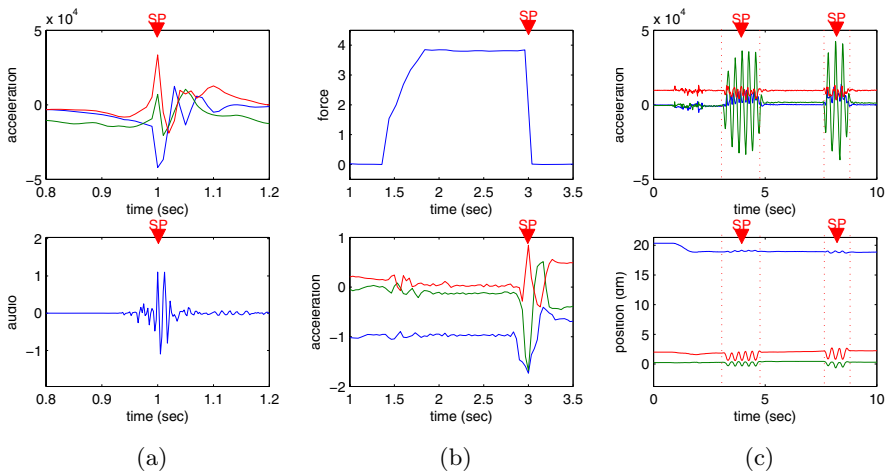 SP
x 10⁴
5
0
−5
acceleration
0.8 0.9 1 1.1 1.2
time (sec)
SP
4
3
2
1
0
force
1 1.5 2 2.5 3 3.5
time (sec)
SP
x 10⁴
5
0
−5
acceleration
0 5 10
time (sec)
SP
2
1
0
−1
audio
0.8 0.9 1 1.1 1.2
time (sec)
SP
1
0
−1
−2
acceleration
1 1.5 2 2.5 3 3.5
time (sec)
SP
SP
20
15
10
5
0
position (dm)
0 5 10
time (sec)
(a)
(b)
(c)